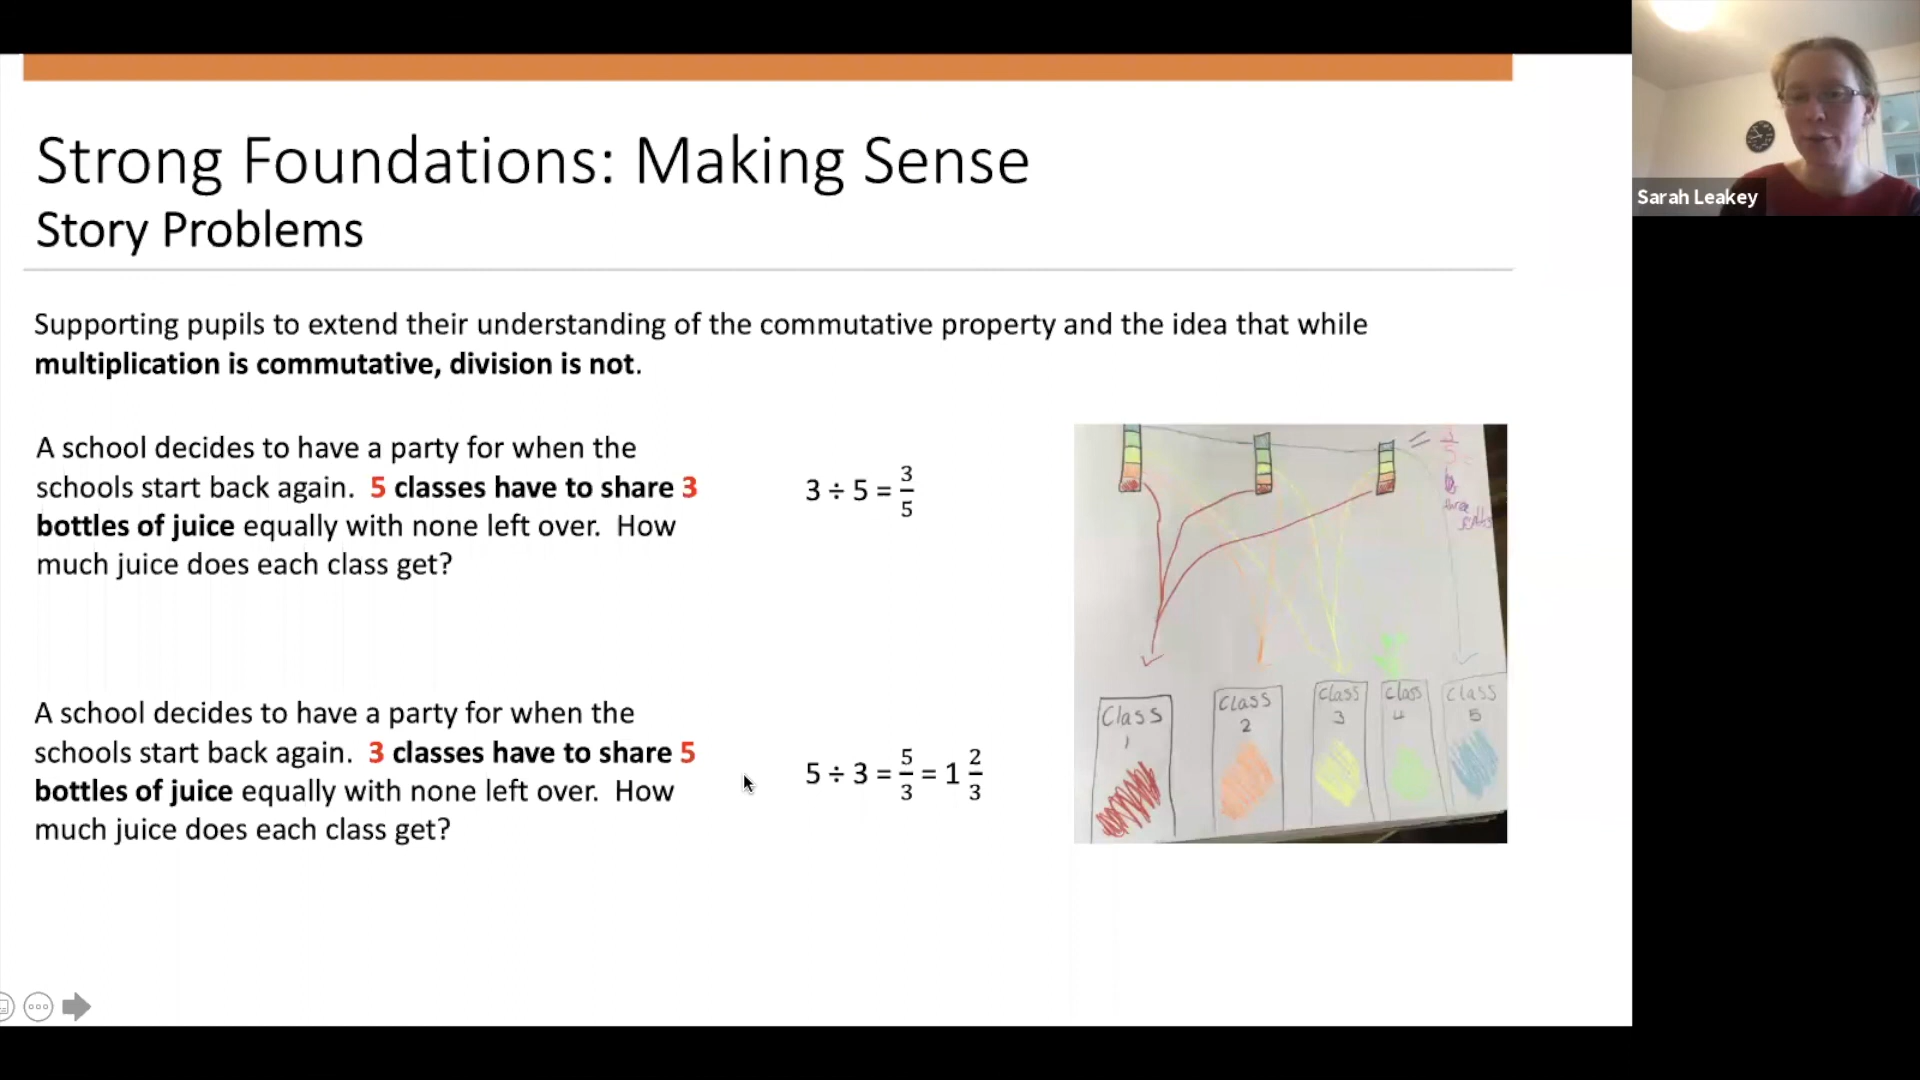 Strong Foundations: Making Sense
Story Problems
Supporting pupils to extend their understanding of the commutative property and the idea that while
multiplication is commutative, division is not.
A school decides to have a party for when the
schools start back again. 5 classes have to share 3
bottles of juice equally with none left over. How
much juice does each class get?
3 ÷ 5 = 3/5
A school decides to have a party for when the
schools start back again. 3 classes have to share 5
bottles of juice equally with none left over. How
much juice does each class get?
5 ÷ 3 = 5/3 = 1 2/3
= 3/5
three
Class 1
Class 2
Class 3
Class 4
Class 5
Sarah Leakey